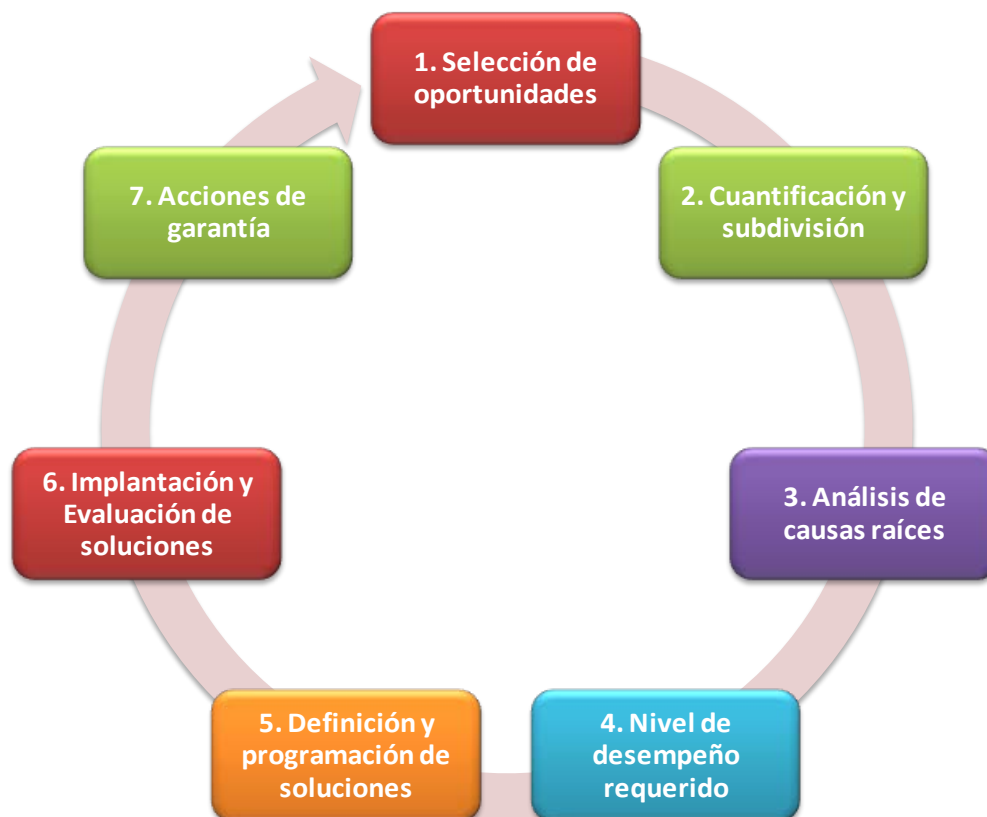 1. Selección de
oportunidades
2. Cuantificación y
subdivisión
3. Análisis de
causas raíces
4. Nivel de
desempeño
requerido
5. Definición y
programación de
soluciones
6. Implantación y
Evaluación de
soluciones
7. Acciones de
garantía